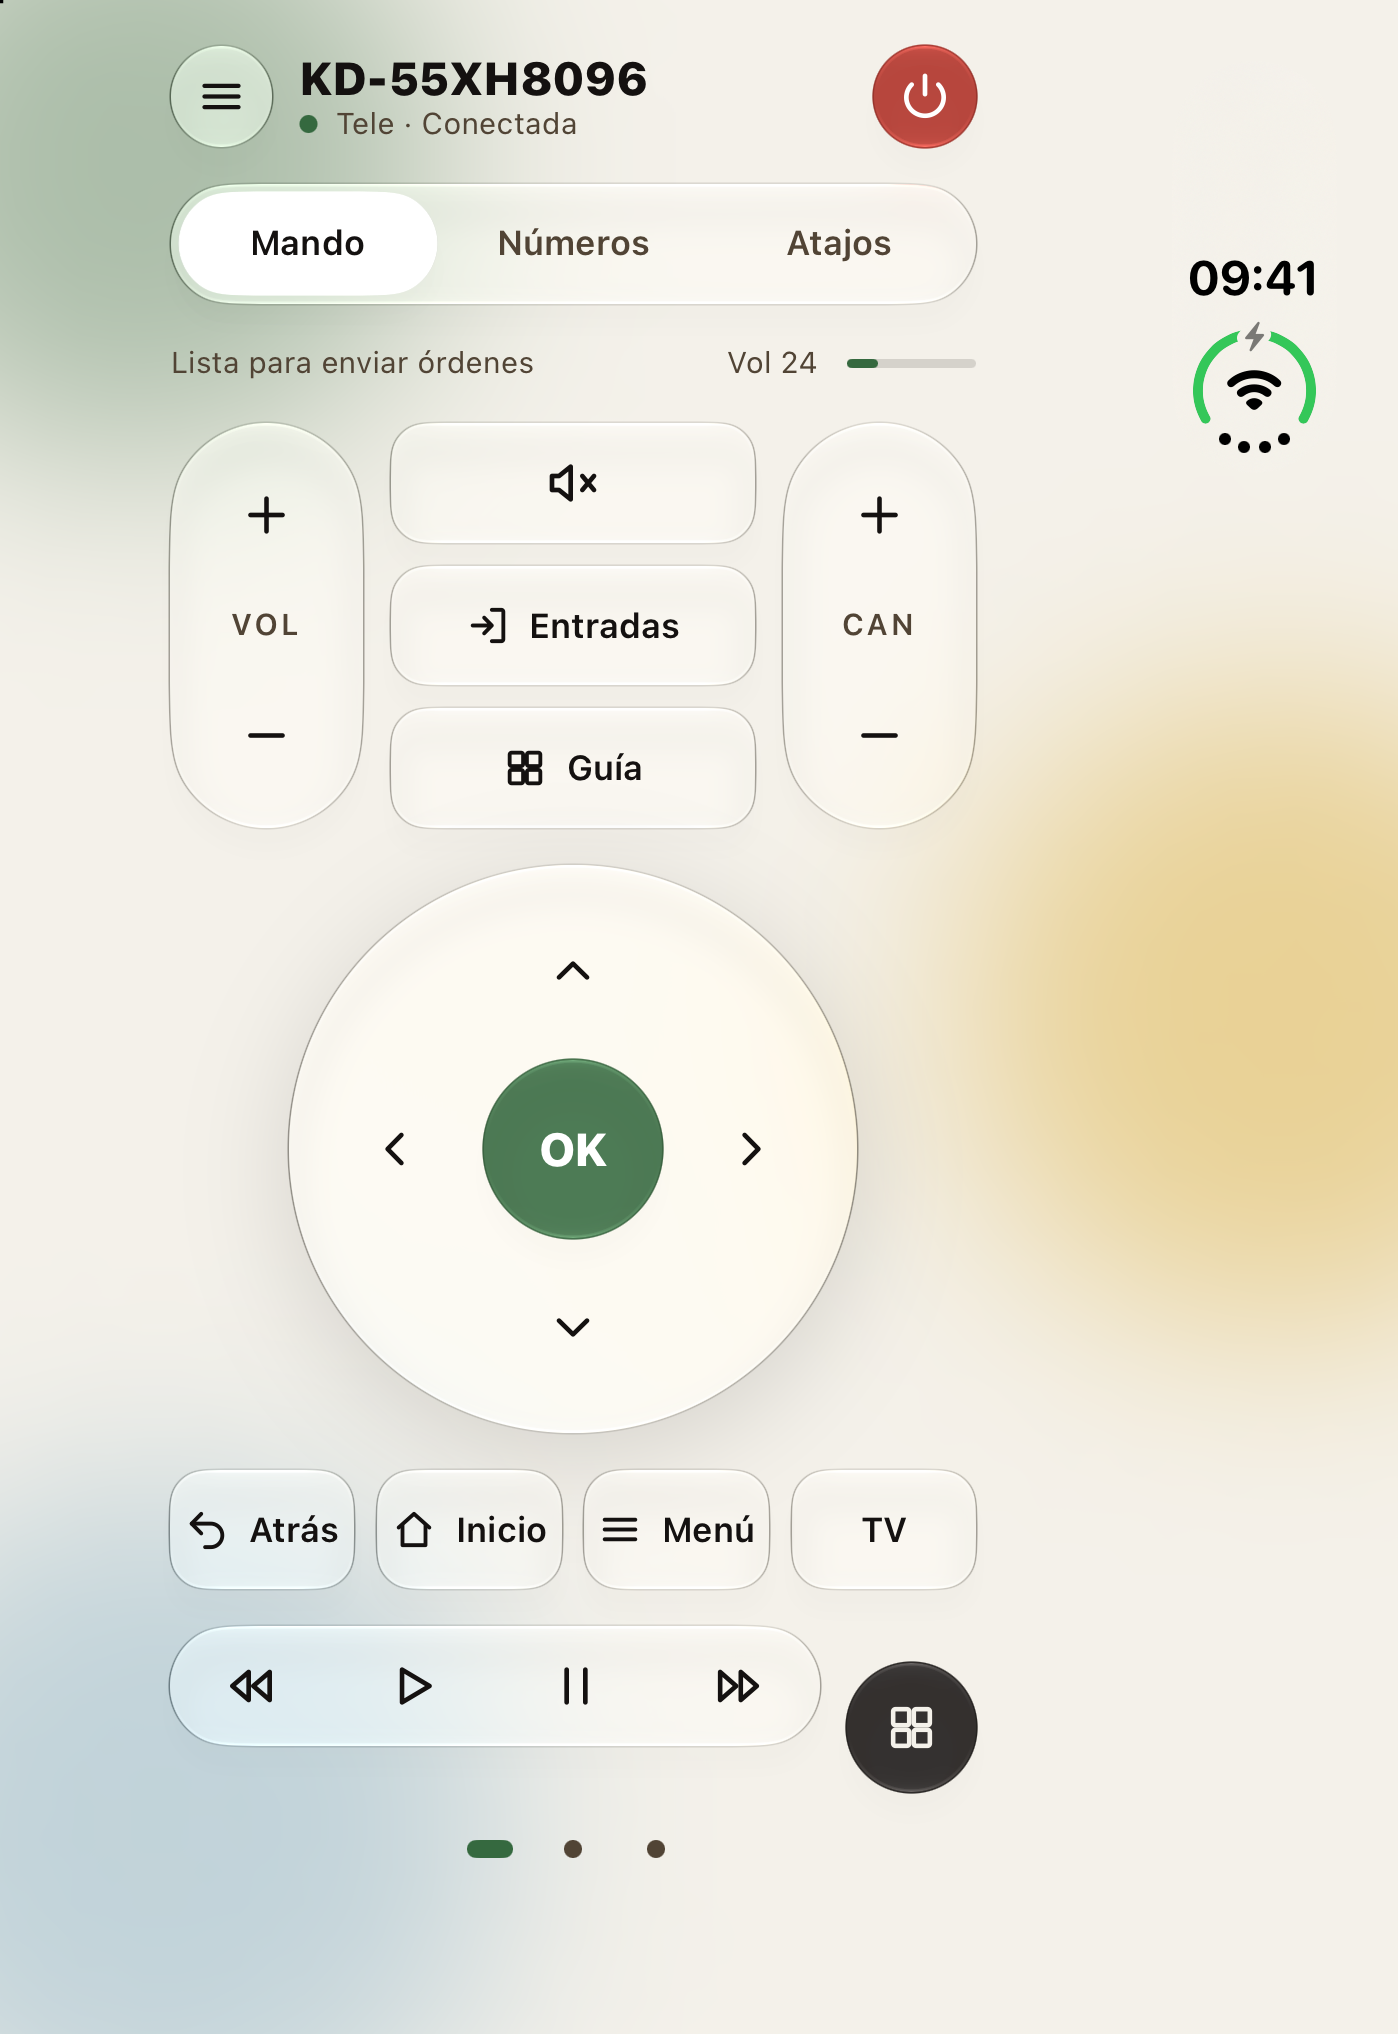 KD-55XH8096
Tele · Conectada
Mando
Números
Atajos
09:41
Lista para enviar órdenes
Vol 24
VOL
Entradas
CAN
Guía
OK
Atrás
Inicio
Menú
TV